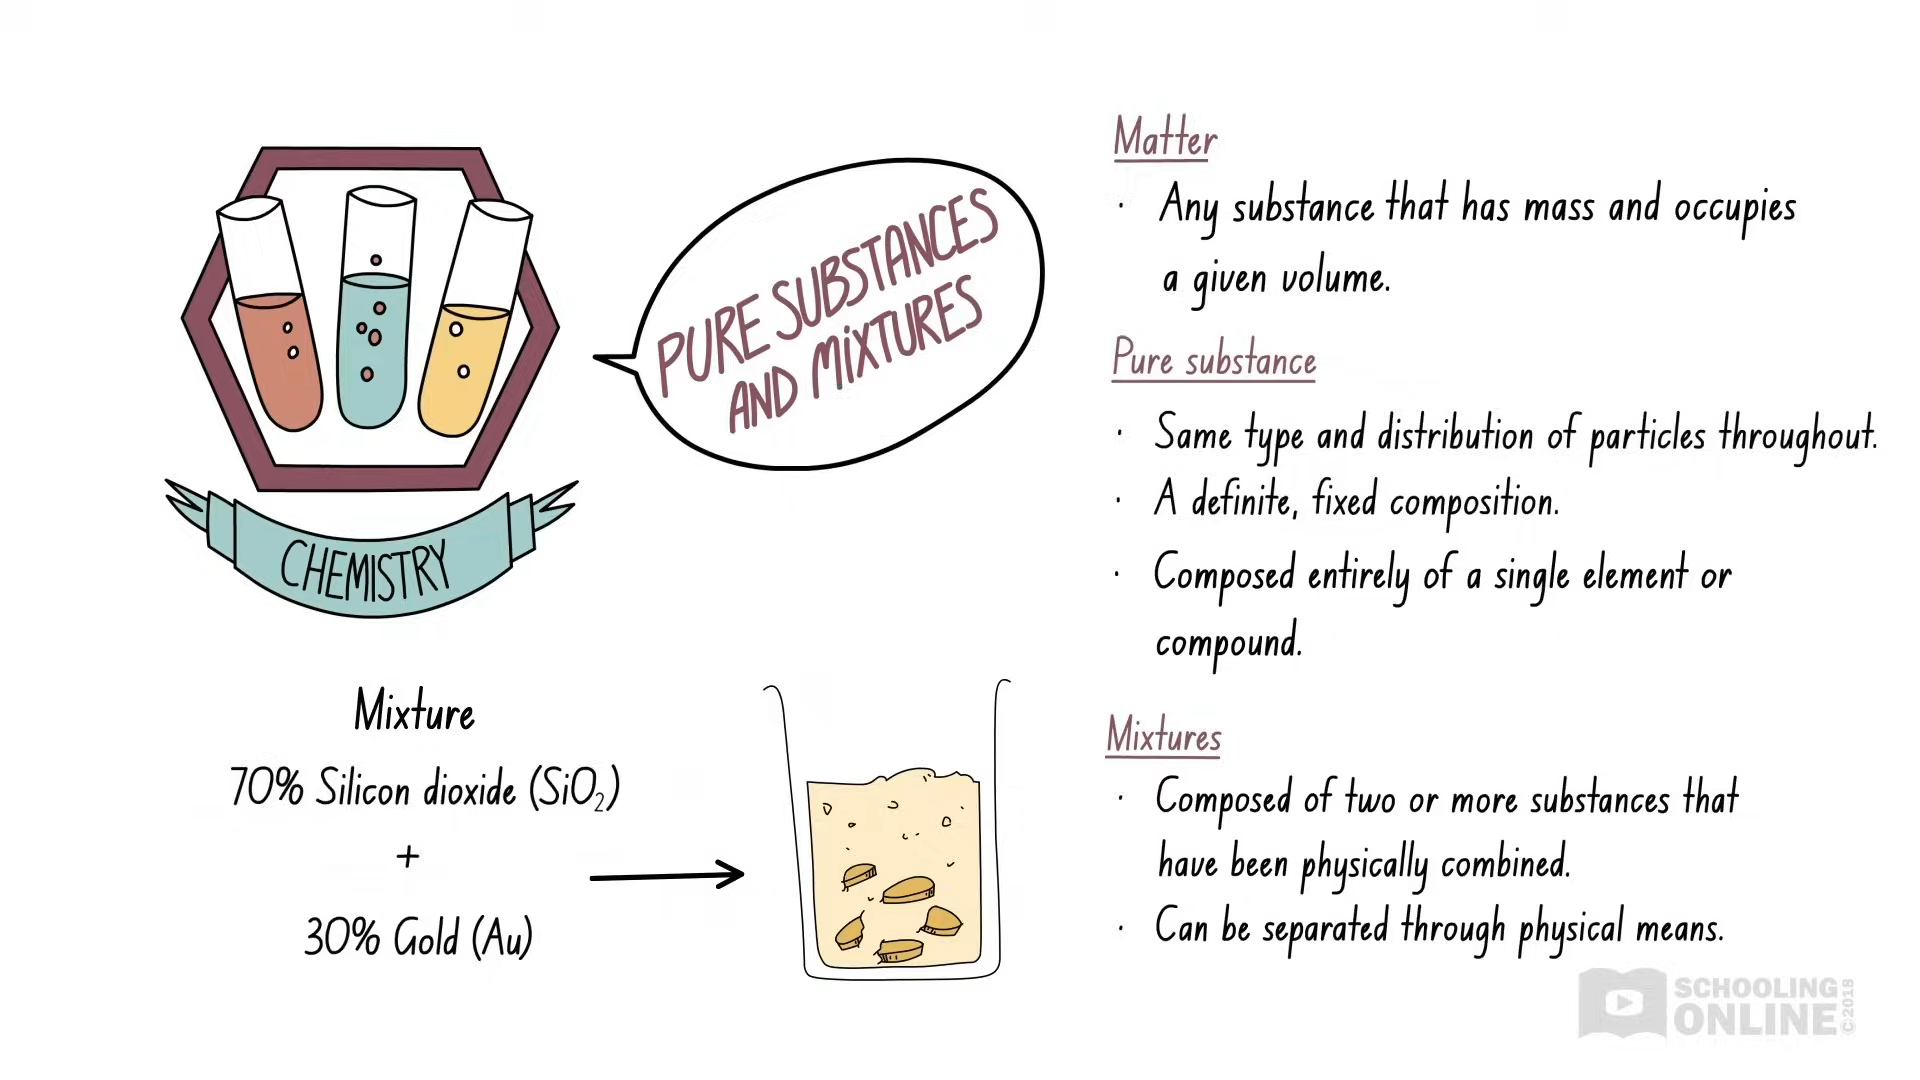 PURE SUBSTANCES
AND MIXTURES
CHEMISTRY
Mixture
70% Silicon dioxide (SiO₂)
+
30% Gold (Au)
Matter
· Any substance that has mass and occupies
a given volume.
Pure substance
· Same type and distribution of particles throughout.
· A definite, fixed composition.
· Composed entirely of a single element or
compound.
Mixtures
· Composed of two or more substances that
have been physically combined.
· Can be separated through physical means.
SCHOOLING
ONLINE
©2018